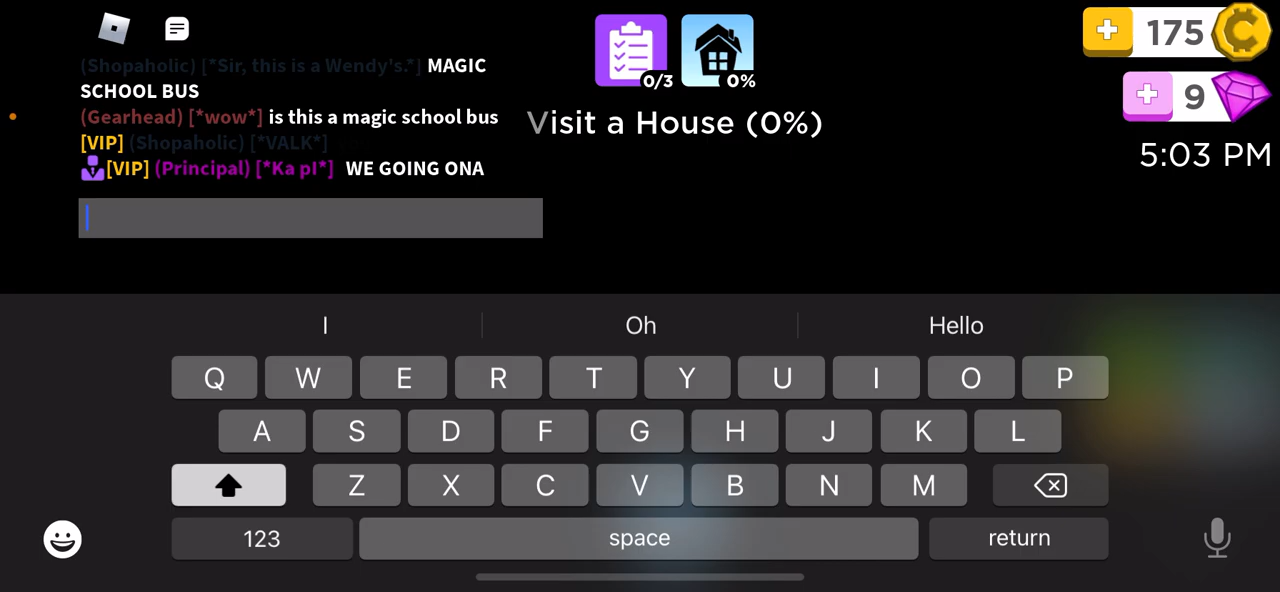 (Shopaholic) [*Sir, this is a Wendy's.*] MAGIC
SCHOOL BUS
(Gearhead) [*wow*] is this a magic school bus
[VIP] (Shopaholic) [*VALK*]
[VIP] (Principal) [*Ka pI*] WE GOING ONA
0/3
0%
Visit a House (0%)
175
9
5:03 PM
I Oh Hello
Q W E R T Y U I O P
A S D F G H J K L
Z X C V B N M
123 space return